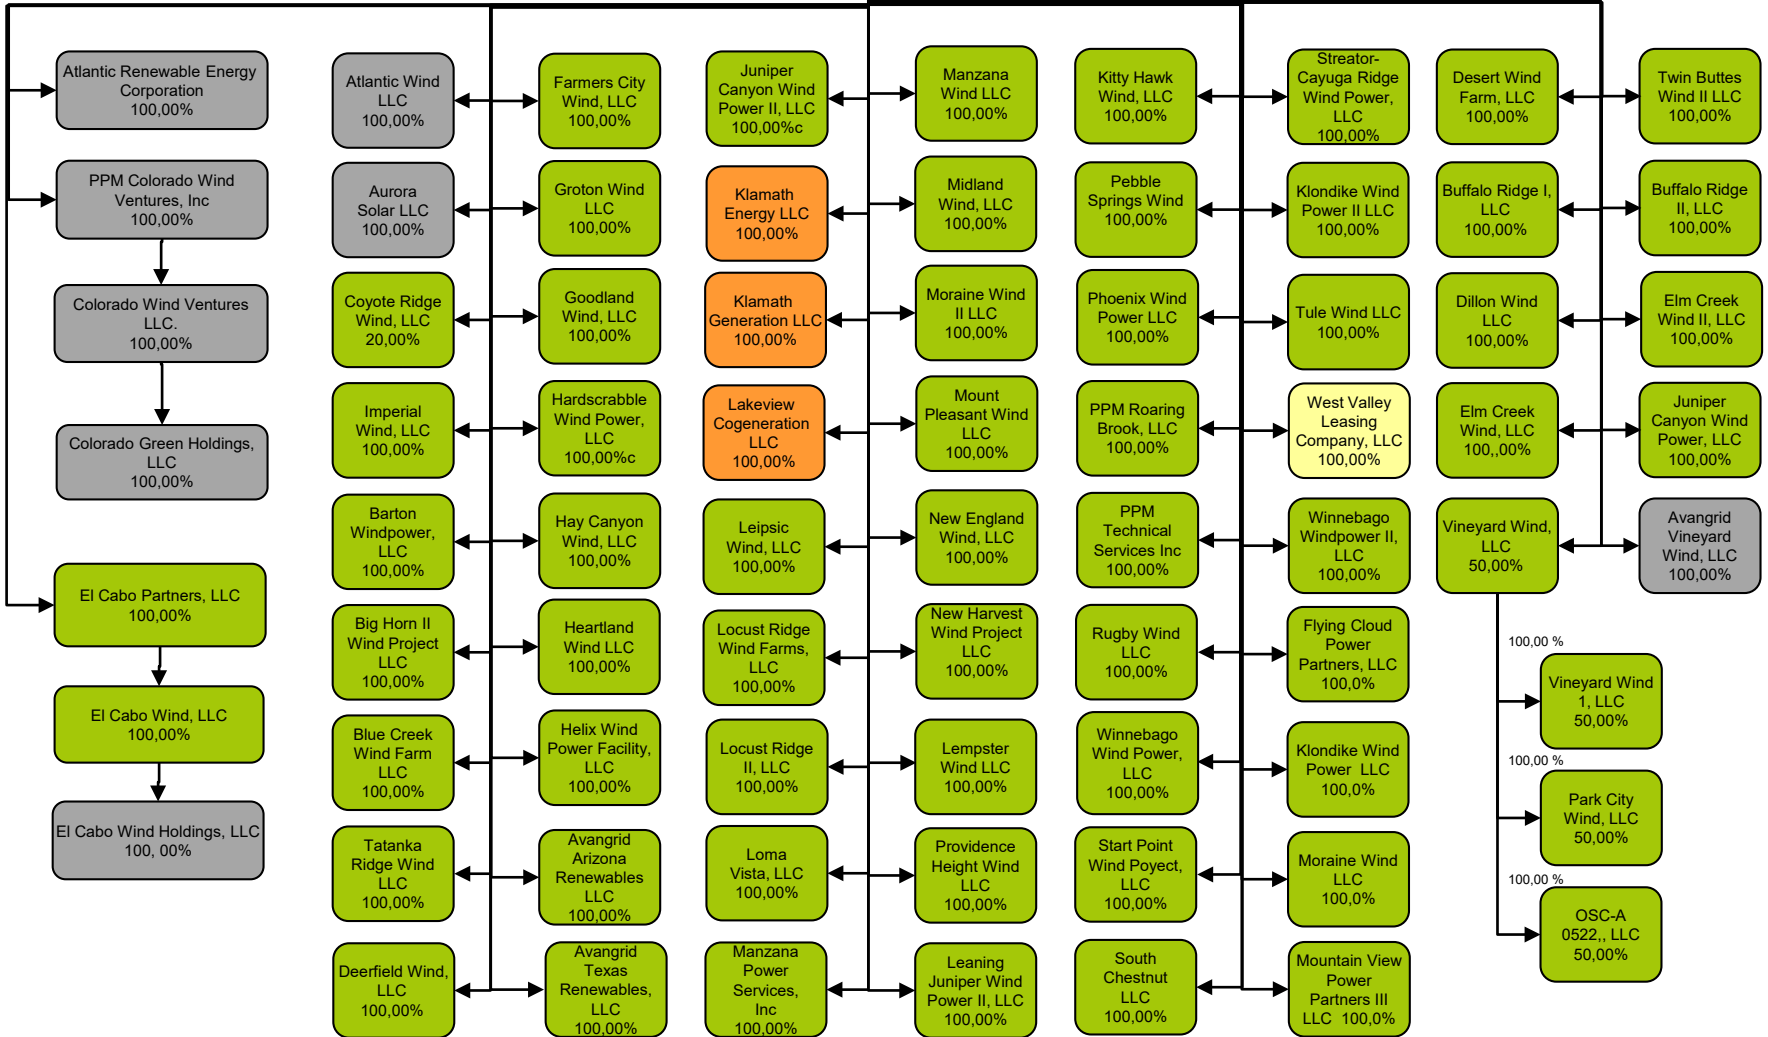 Atlantic Renewable Energy
Corporation
100,00%
PPM Colorado Wind
Ventures, Inc
100,00%
Colorado Wind Ventures
LLC.
100,00%
Colorado Green Holdings,
LLC
100,00%
El Cabo Partners, LLC
100,00%
El Cabo Wind, LLC
100,00%
El Cabo Wind Holdings, LLC
100, 00%
Atlantic Wind
LLC
100,00%
Aurora
Solar LLC
100,00%
Coyote Ridge
Wind, LLC
20,00%
Imperial
Wind, LLC
100,00%
Barton
Windpower,
LLC
100,00%
Big Horn II
Wind Project
LLC
100,00%
Blue Creek
Wind Farm
LLC
100,00%
Tatanka
Ridge Wind
LLC
100,00%
Deerfield Wind,
LLC
100,00%
Farmers City
Wind, LLC
100,00%
Groton Wind
LLC
100,00%
Goodland
Wind, LLC
100,00%
Hardscrabble
Wind Power,
LLC
100,00%c
Hay Canyon
Wind, LLC
100,00%
Heartland
Wind LLC
100,00%
Helix Wind
Power Facility,
LLC
100,00%
Avangrid
Arizona
Renewables
LLC
100,00%
Avangrid
Texas
Renewables,
LLC
100,00%
Juniper
Canyon Wind
Power II, LLC
100,00%c
Klamath
Energy LLC
100,00%
Klamath
Generation LLC
100,00%
Lakeview
Cogeneration
LLC
100,00%
Leipsic
Wind, LLC
100,00%
Locust Ridge
Wind Farms,
LLC
100,00%
Locust Ridge
II, LLC
100,00%
Loma
Vista, LLC
100,00%
Manzana
Power
Services,
Inc
100,00%
Manzana
Wind LLC
100,00%
Midland
Wind, LLC
100,00%
Moraine Wind
II LLC
100,00%
Mount
Pleasant Wind
LLC
100,00%
New England
Wind, LLC
100,00%
New Harvest
Wind Project
LLC
100,00%
Lempster
Wind LLC
100,00%
Providence
Height Wind
LLC
100,00%
Leaning
Juniper Wind
Power II, LLC
100,00%
Kitty Hawk
Wind, LLC
100,00%
Pebble
Springs Wind
100,00%
Phoenix Wind
Power LLC
100,00%
PPM Roaring
Brook, LLC
100,00%
PPM
Technical
Services Inc
100,00%
Rugby Wind
LLC
100,00%
Winnebago
Wind Power,
LLC
100,00%
Start Point
Wind Poyect,
LLC
100,00%
South
Chestnut
LLC
100,00%
Streator-
Cayuga Ridge
Wind Power,
LLC
100,00%
Klondike Wind
Power II LLC
100,00%
Tule Wind LLC
100,00%
West Valley
Leasing
Company, LLC
100,00%
Winnebago
Windpower II,
LLC
100,00%
Flying Cloud
Power
Partners, LLC
100,0%
Klondike Wind
Power LLC
100,0%
Moraine Wind
LLC
100,0%
Mountain View
Power
Partners III
LLC 100,0%
Desert Wind
Farm, LLC
100,00%
Buffalo Ridge I,
LLC
100,00%
Dillon Wind
LLC
100,00%
Elm Creek
Wind, LLC
100,,00%
Vineyard Wind,
LLC
50,00%
Twin Buttes
Wind II LLC
100,00%
Buffalo Ridge
II, LLC
100,00%
Elm Creek
Wind II, LLC
100,00%
Juniper
Canyon Wind
Power, LLC
100,00%
Avangrid
Vineyard
Wind, LLC
100,00%
100,00 %
Vineyard Wind
1, LLC
50,00%
100,00 %
Park City
Wind, LLC
50,00%
100,00 %
OSC-A
0522,, LLC
50,00%